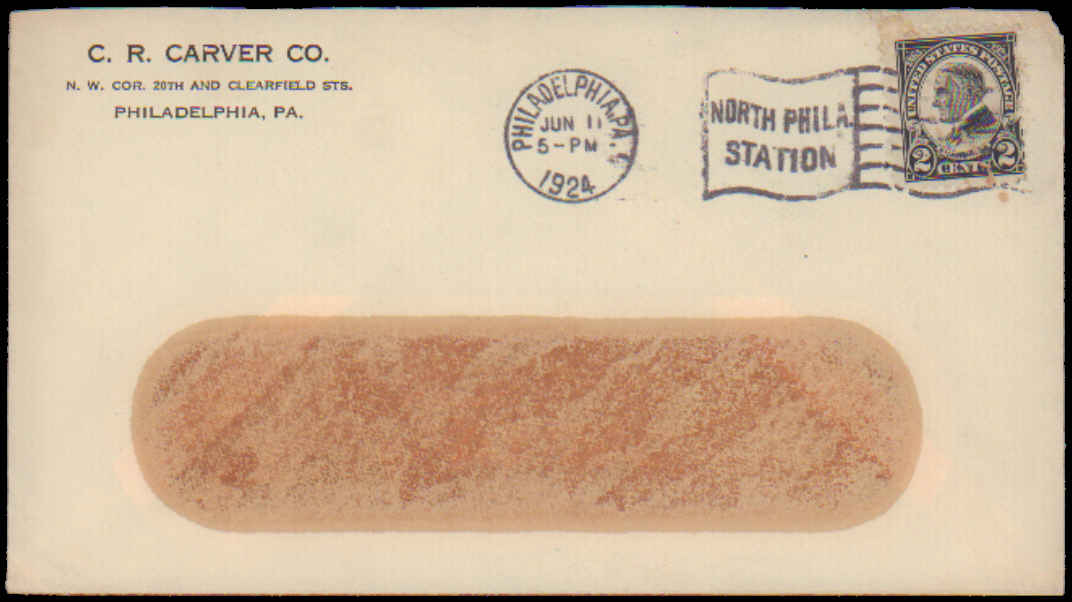 C. R. CARVER CO.
N. W. COR. 20TH AND CLEARFIELD STS.
PHILADELPHIA, PA.
PHILADELPHIA, PA.
JUN 11
5-PM
1924
NORTH PHILA.
STATION
UNITED STATES POSTAGE
2 CENTS 2